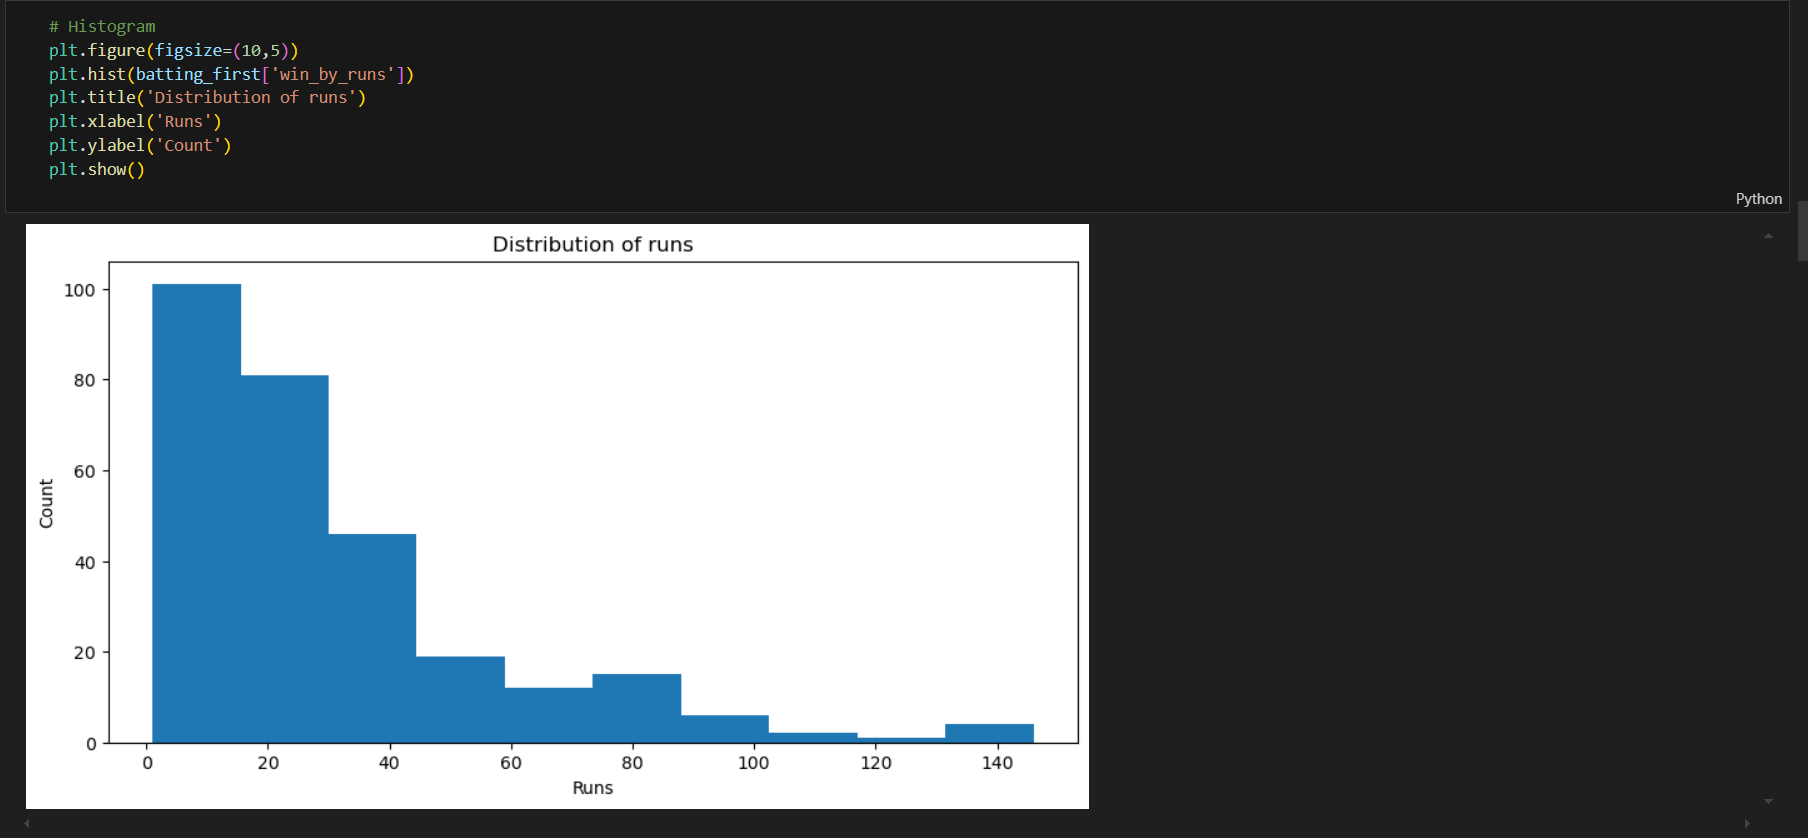 # Histogram
plt.figure(figsize=(10,5))
plt.hist(batting_first['win_by_runs'])
plt.title('Distribution of runs')
plt.xlabel('Runs')
plt.ylabel('Count')
plt.show()
Python
Distribution of runs
100
80
60
40
20
0
Count
0 20 40 60 80 100 120 140
Runs